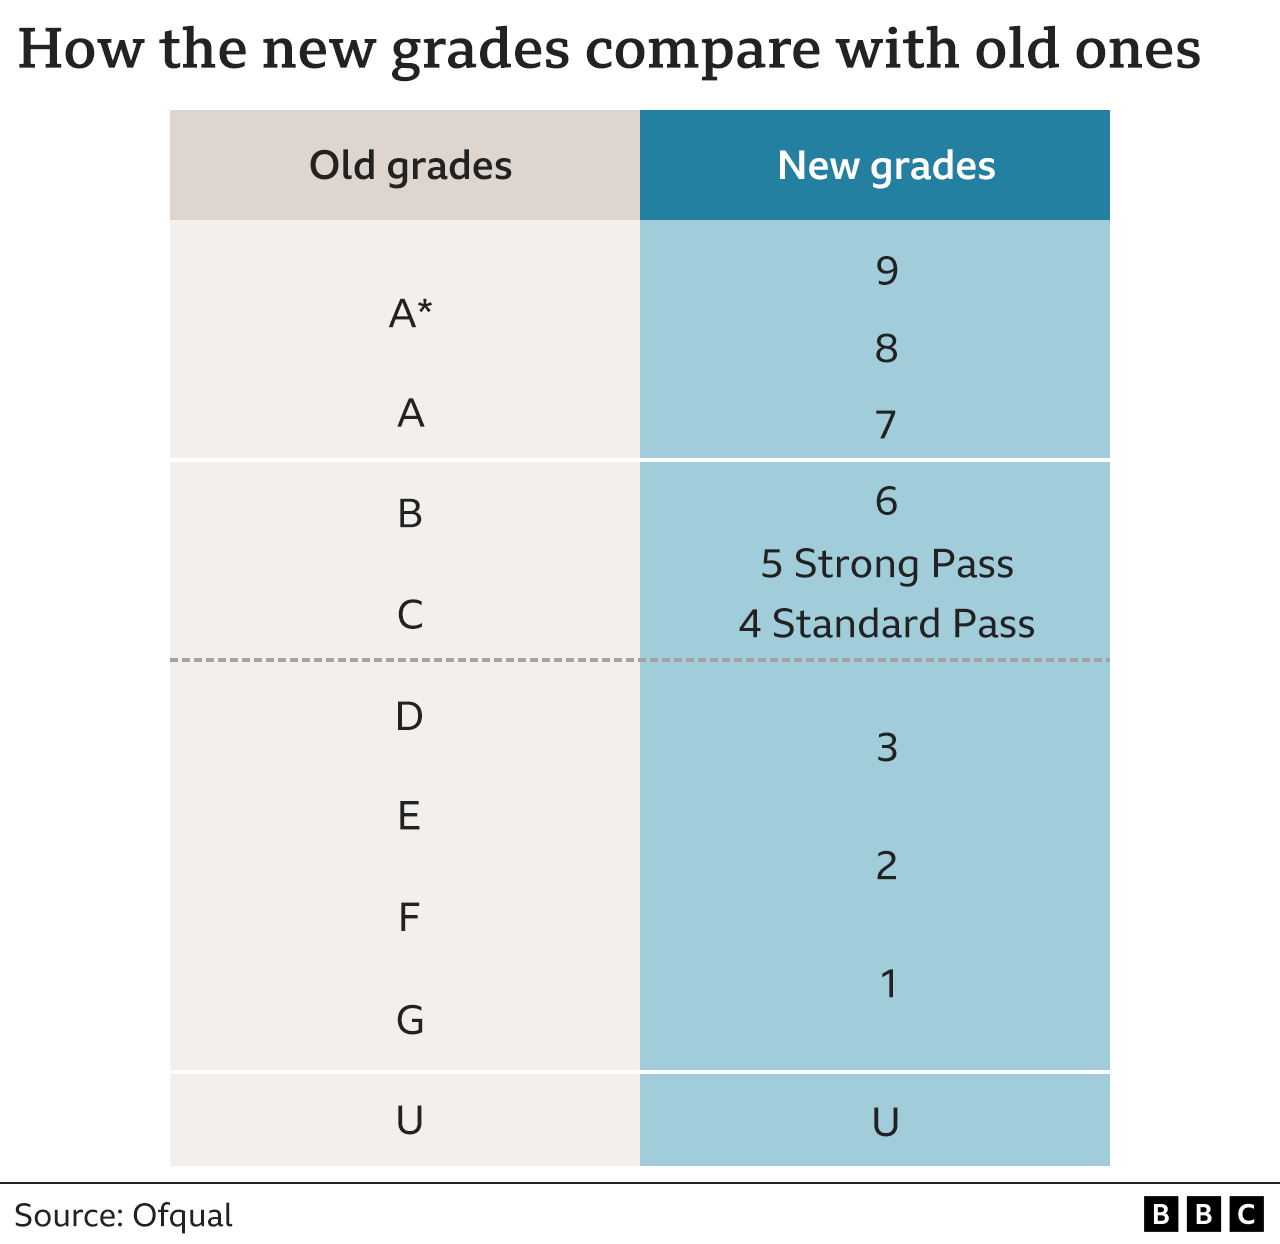 How the new grades compare with old ones
Old grades
New grades
A*
A
B
C
D
E
F
G
U
9
8
7
6
5 Strong Pass
4 Standard Pass
3
2
1
U
Source: Ofqual
BBC